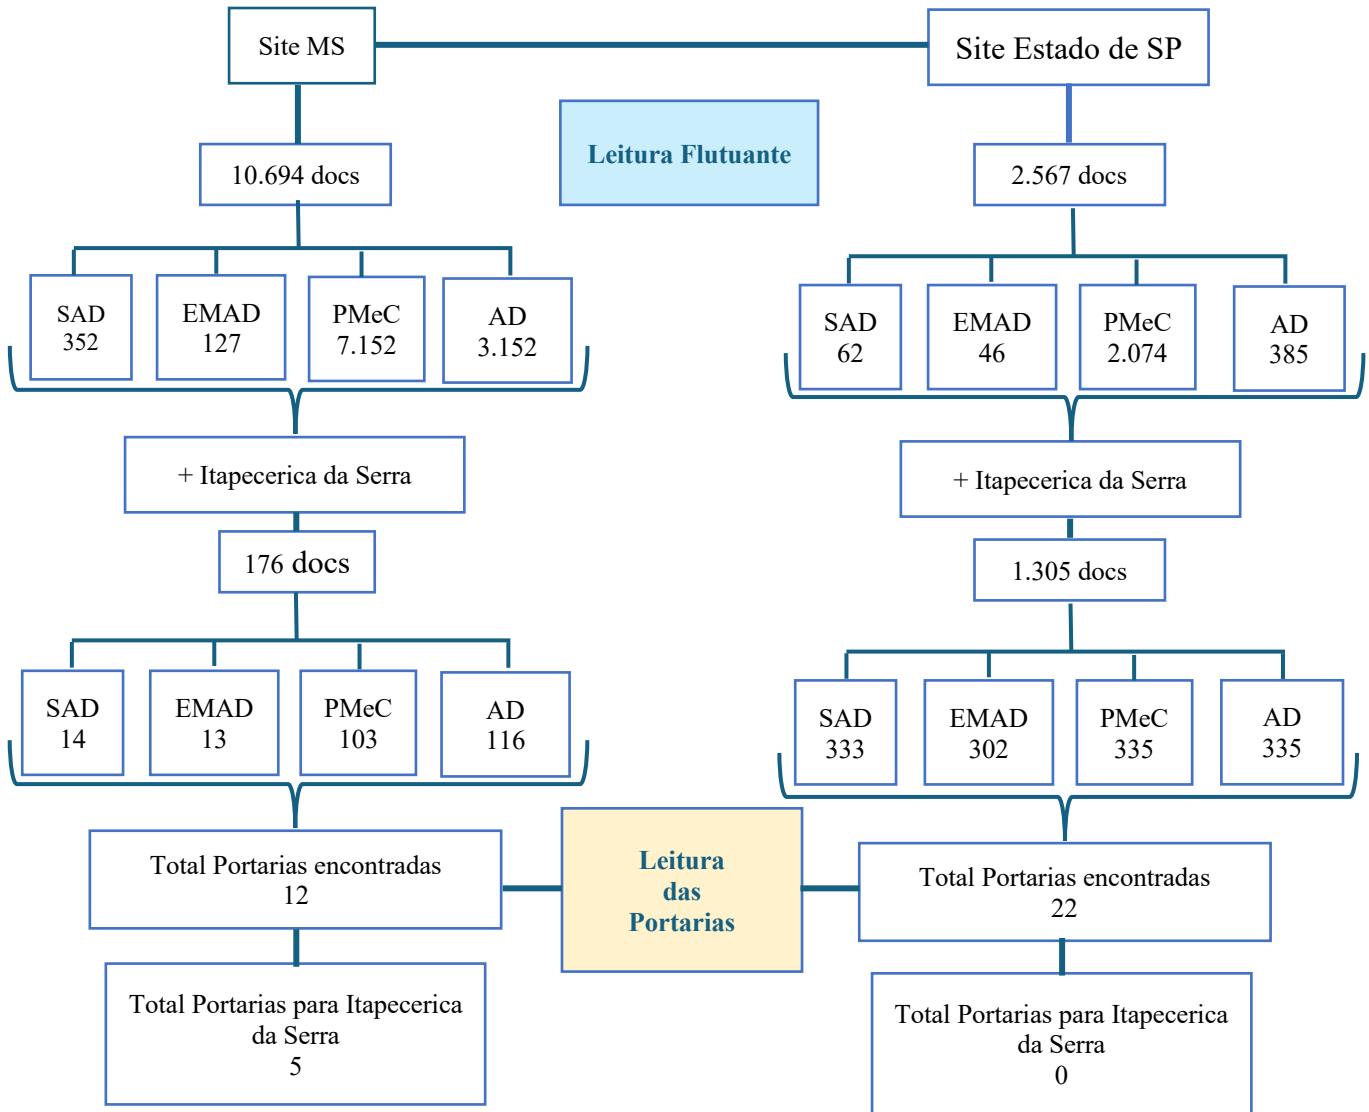 Site MS
Site Estado de SP
Leitura Flutuante
10.694 docs
2.567 docs
SAD
352
EMAD
127
PMeC
7.152
AD
3.152
SAD
62
EMAD
46
PMeC
2.074
AD
385
+ Itapecerica da Serra
+ Itapecerica da Serra
176 docs
1.305 docs
SAD
14
EMAD
13
PMeC
103
AD
116
SAD
333
EMAD
302
PMeC
335
AD
335
Total Portarias encontradas
12
Leitura
das
Portarias
Total Portarias encontradas
22
Total Portarias para Itapecerica
da Serra
5
Total Portarias para Itapecerica
da Serra
0